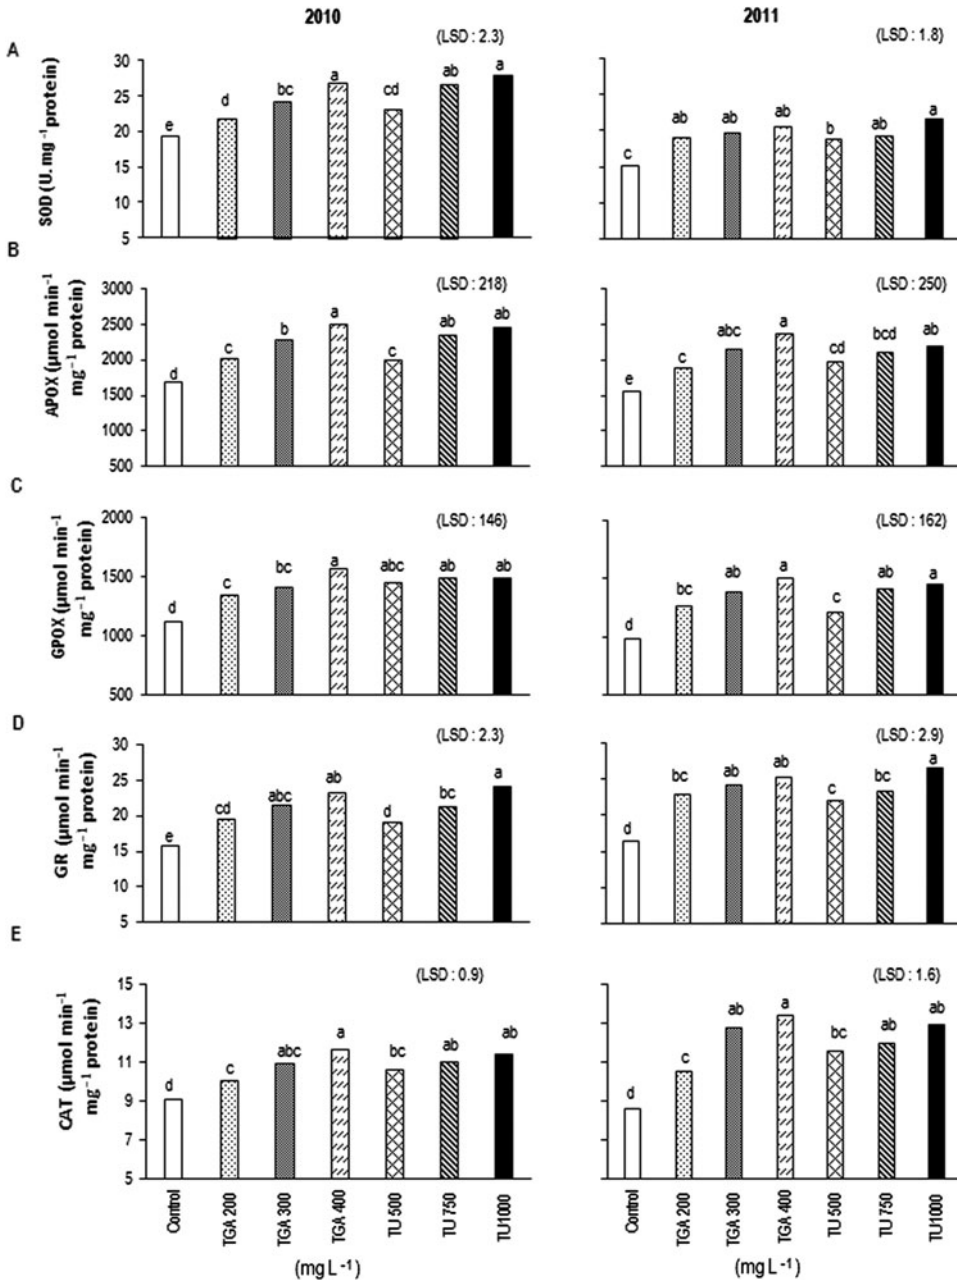 2010
2011
A
(LSD : 2.3)
(LSD : 1.8)
SOD (U. mg⁻¹ protein)
30
25
20
15
10
5
e
d
bc
a
cd
ab
a
c
ab
ab
ab
b
ab
a
B
(LSD : 218)
(LSD : 250)
APOX (µmol min⁻¹
mg⁻¹ protein)
3000
2500
2000
1500
1000
500
d
c
b
a
c
ab
ab
e
c
abc
a
cd
bcd
ab
C
(LSD : 146)
(LSD : 162)
GPOX (µmol min⁻¹
mg⁻¹ protein)
2000
1500
1000
500
d
c
bc
a
abc
ab
ab
d
bc
ab
a
c
ab
a
D
(LSD : 2.3)
(LSD : 2.9)
GR (µmol min⁻¹
mg⁻¹ protein)
30
25
20
15
10
5
e
cd
abc
ab
d
bc
a
d
bc
ab
ab
c
bc
a
E
(LSD : 0.9)
(LSD : 1.6)
CAT (µmol min⁻¹
mg⁻¹ protein)
15
13
11
9
7
5
d
c
abc
a
bc
ab
ab
d
c
ab
a
bc
ab
ab
Control
TGA 200
TGA 300
TGA 400
TU 500
TU 750
TU1000
Control
TGA 200
TGA 300
TGA 400
TU 500
TU 750
TU1000
(mg L⁻¹)
(mg L⁻¹)